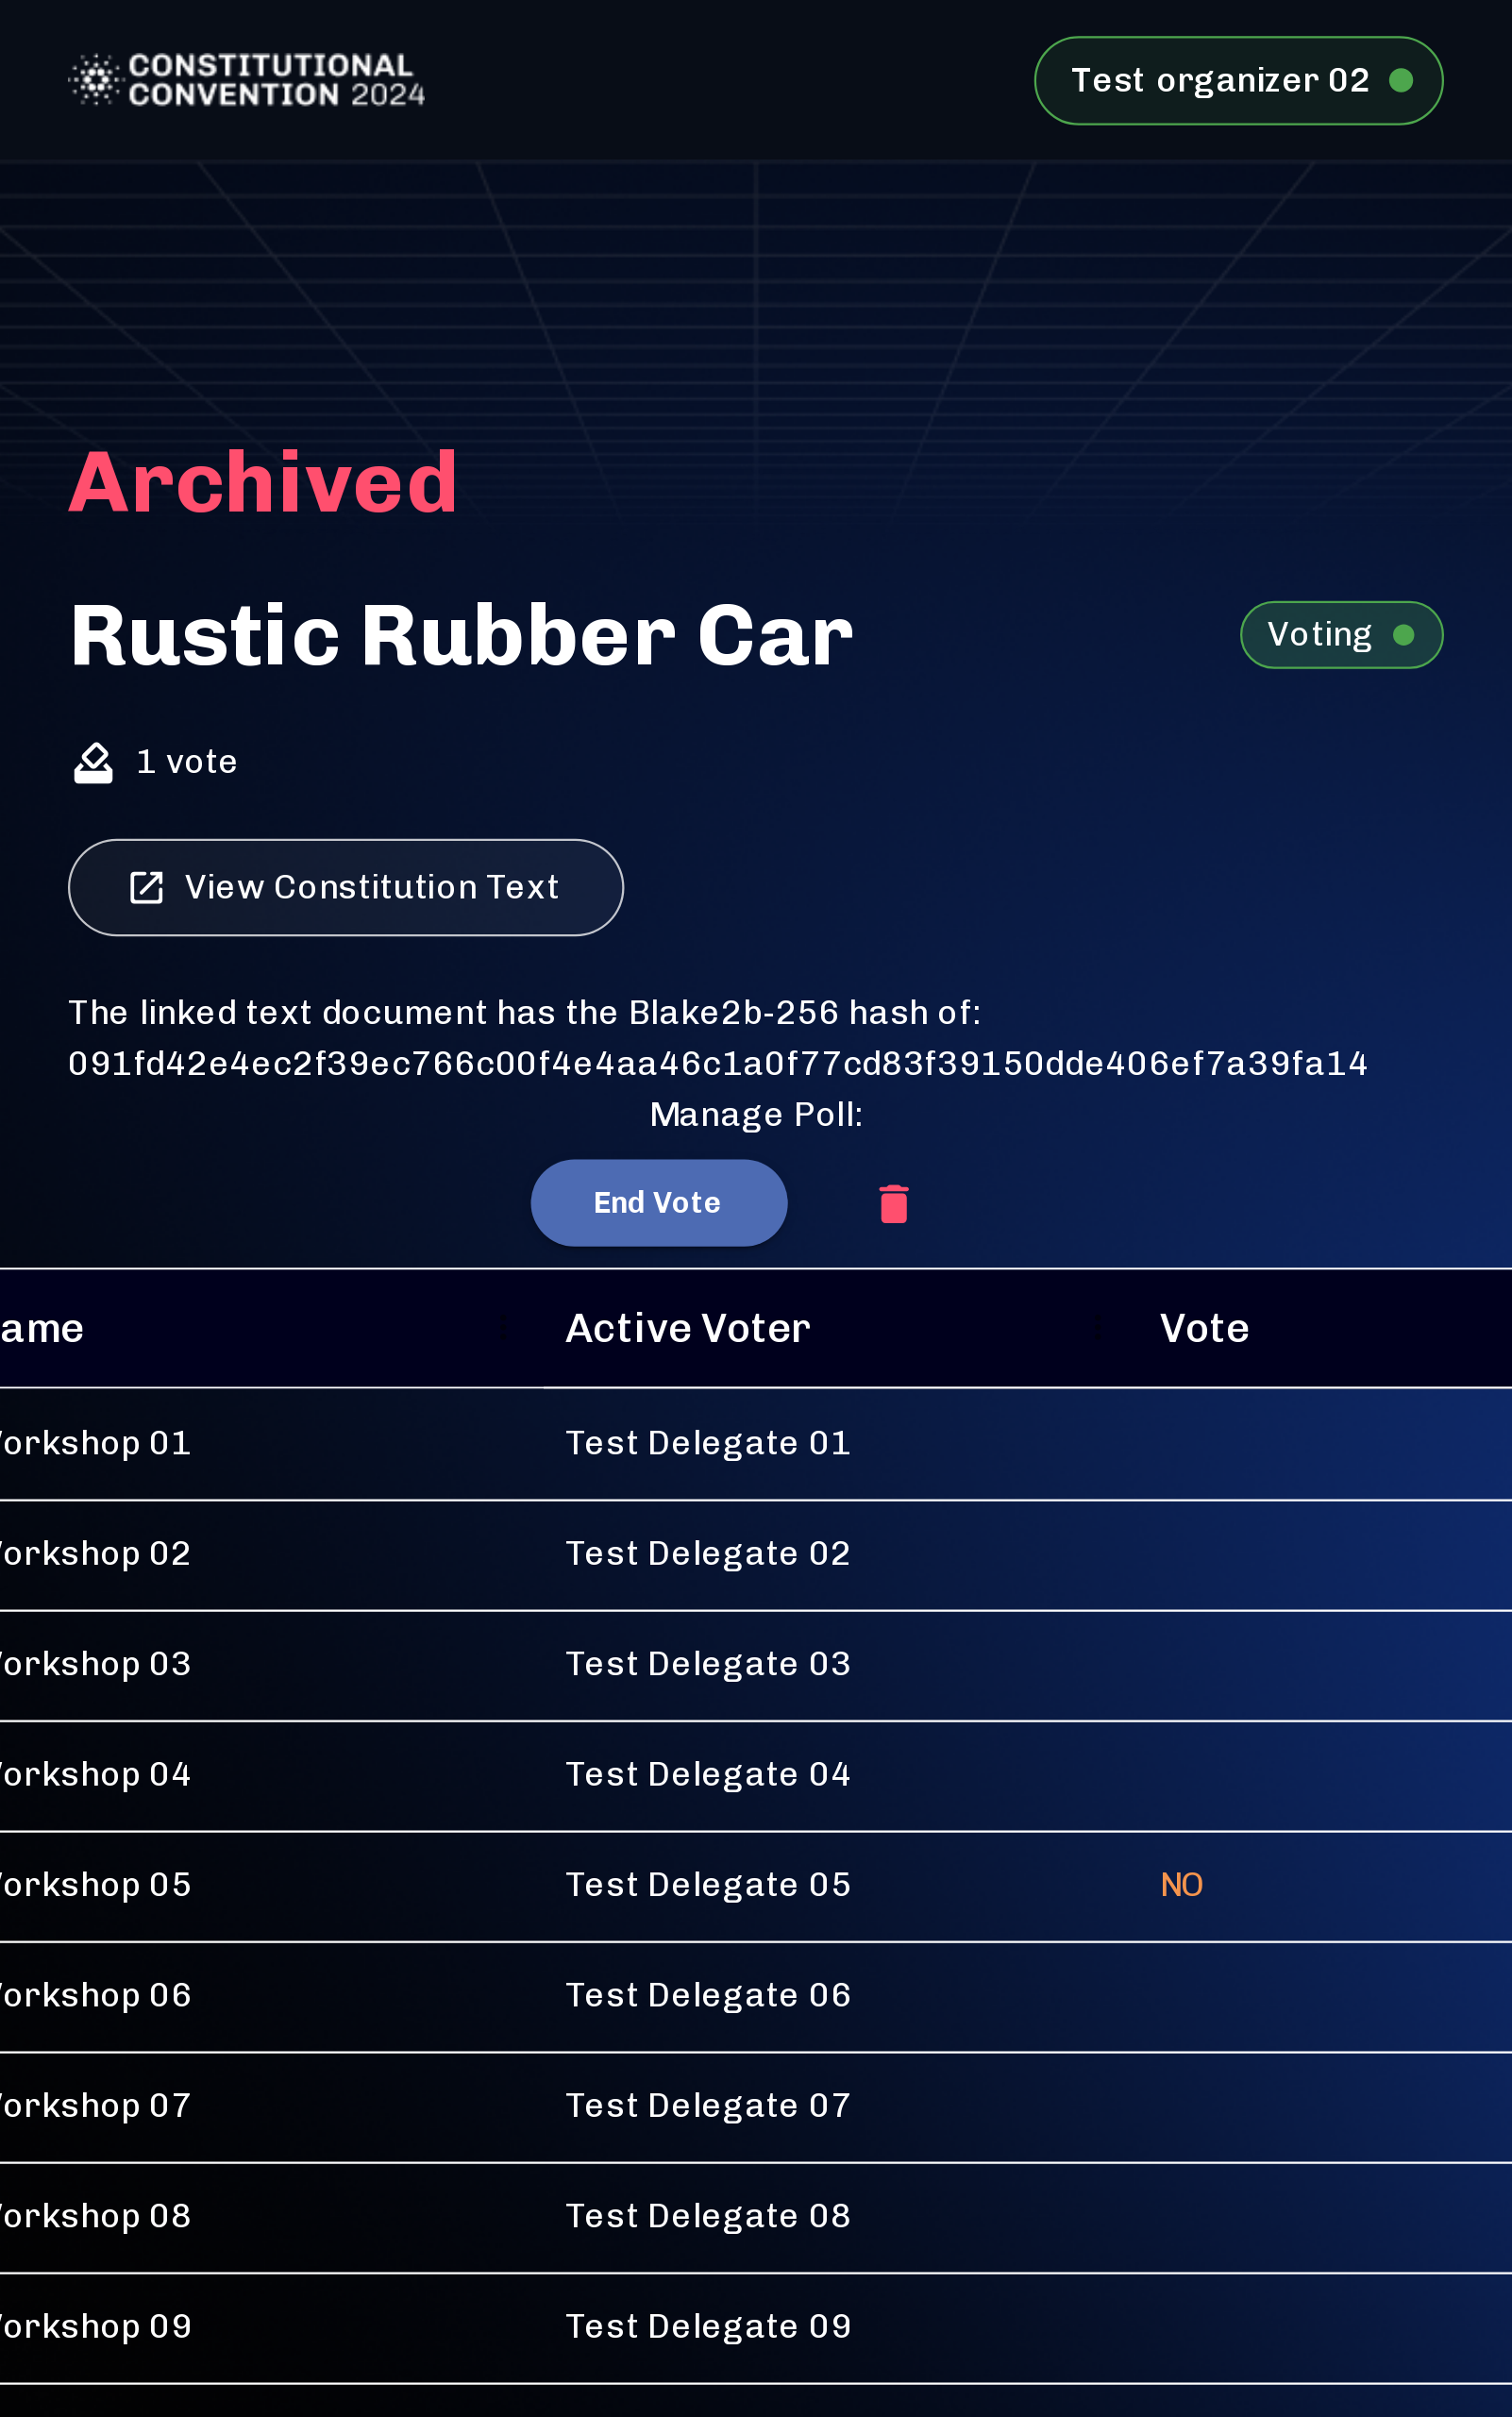 CONSTITUTIONAL
CONVENTION 2024
Test organizer 02
Archived
Rustic Rubber Car
Voting
1 vote
View Constitution Text
The linked text document has the Blake2b-256 hash of:
091fd42e4ec2f39ec766c00f4e4aa46c1a0f77cd83f39150dde406ef7a39fa14
Manage Poll:
End Vote
ame Active Voter Vote
orkshop 01 Test Delegate 01
orkshop 02 Test Delegate 02
orkshop 03 Test Delegate 03
orkshop 04 Test Delegate 04
orkshop 05 Test Delegate 05 NO
orkshop 06 Test Delegate 06
orkshop 07 Test Delegate 07
orkshop 08 Test Delegate 08
orkshop 09 Test Delegate 09